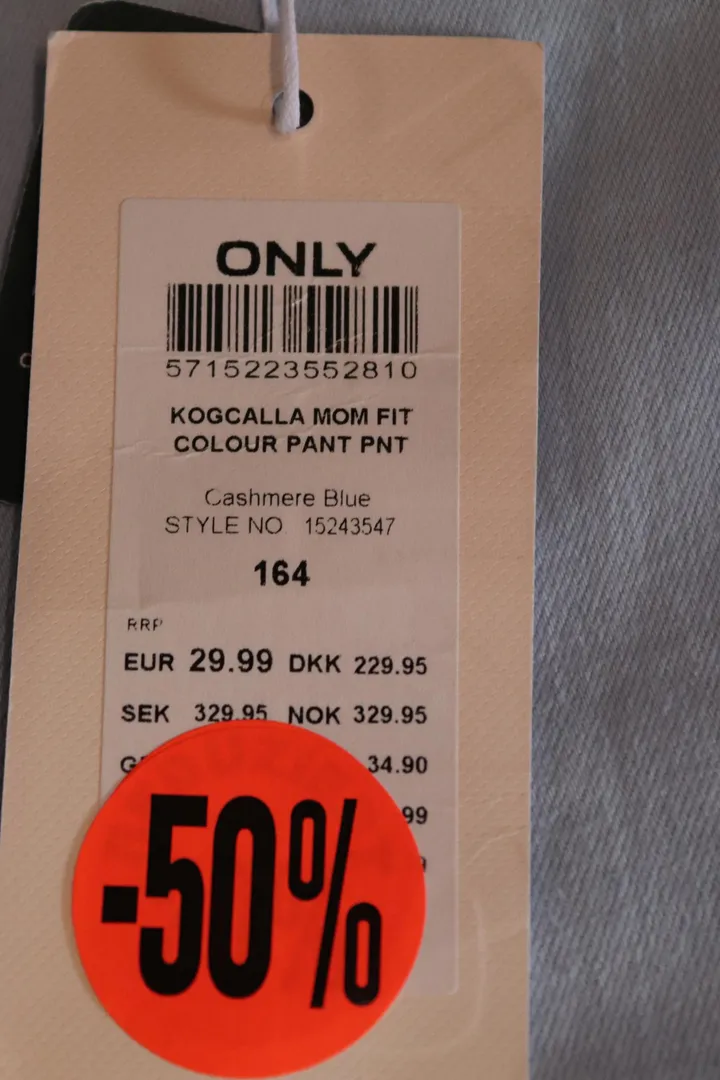 ONLY
5715223552810
KOGCALLA MOM FIT
COLOUR PANT PNT
Cashmere Blue
STYLE NO 15243547
164
RRP
EUR 29.99 DKK 229.95
SEK 329.95 NOK 329.95
34.90
-50%